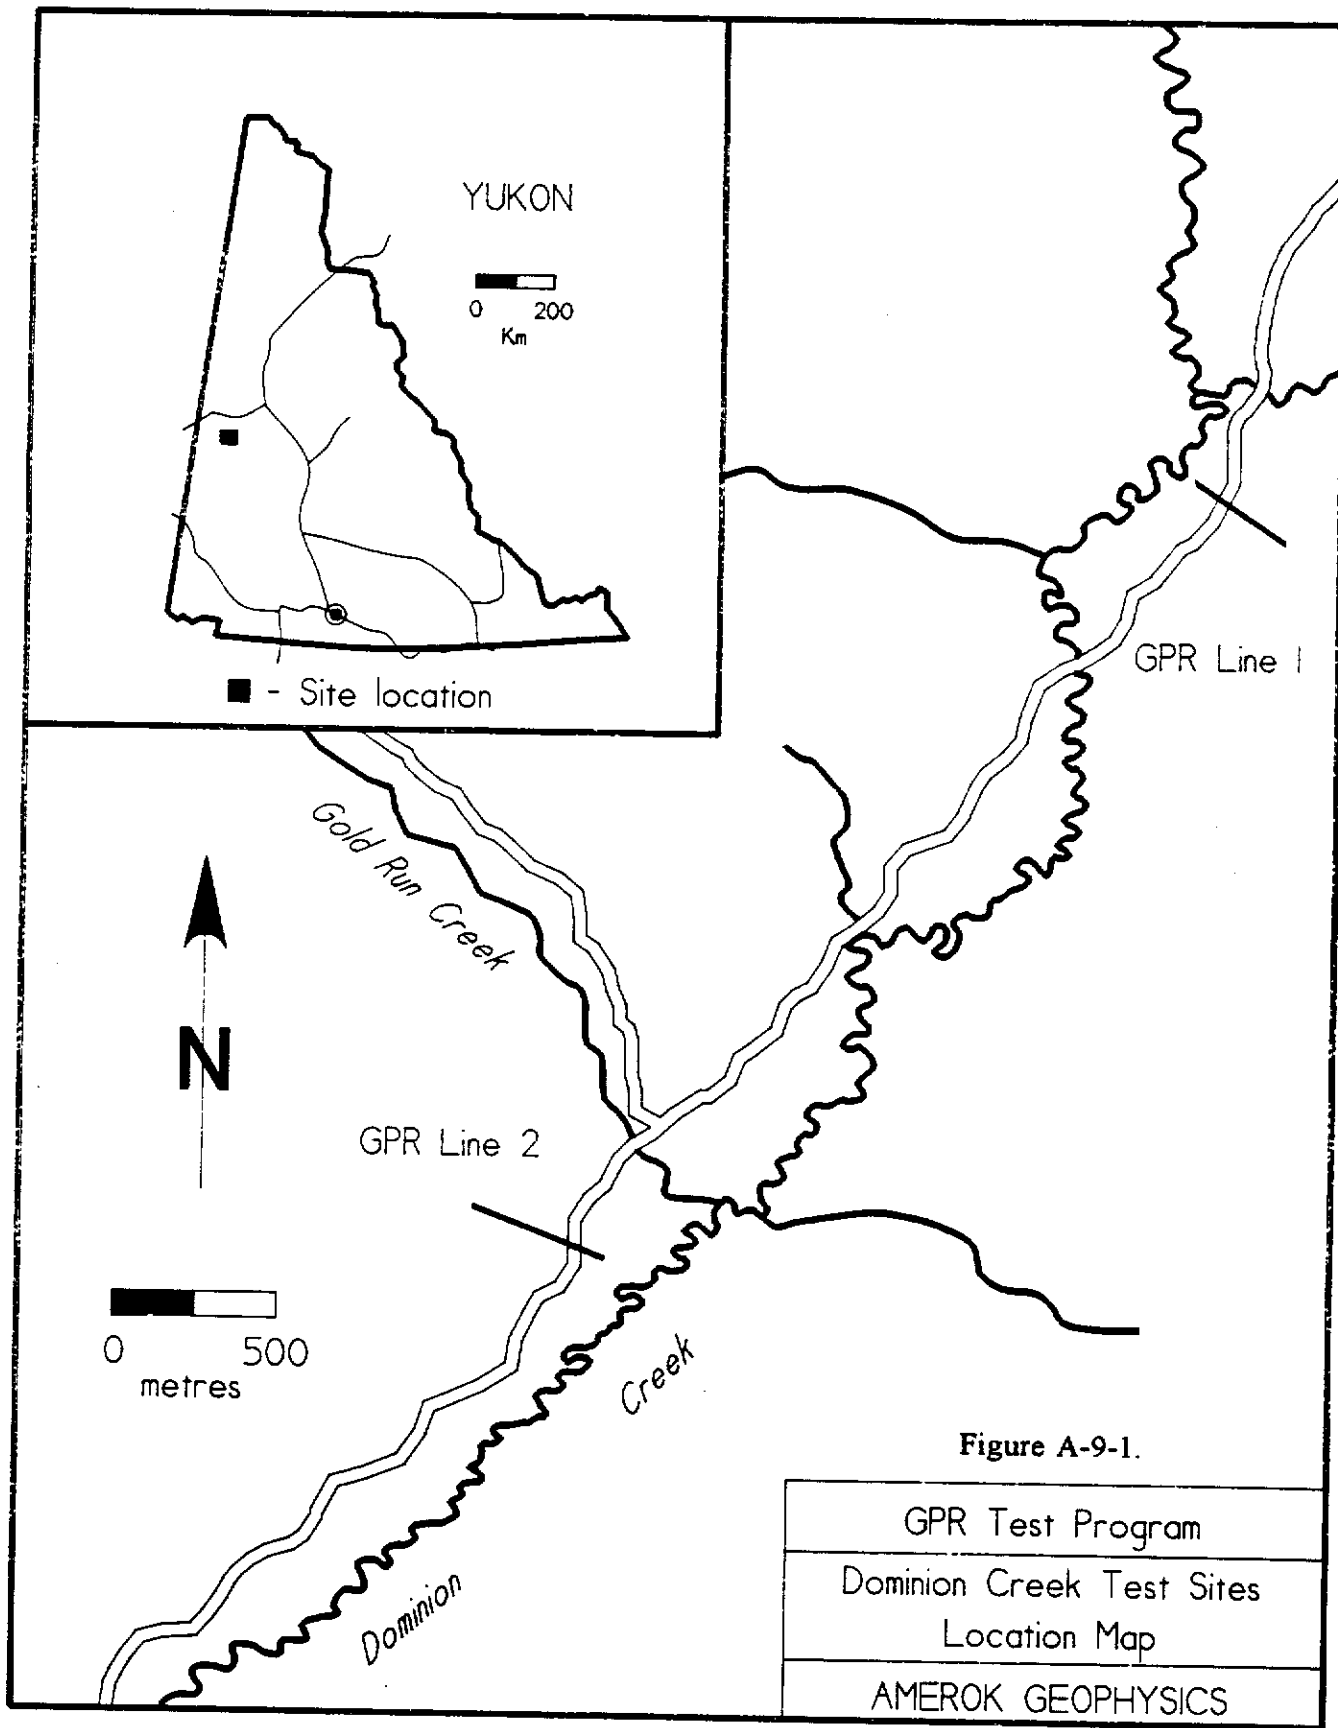 YUKON
0 200
Km
■ - Site location
GPR Line 1
Gold Run Creek
N
GPR Line 2
0 500
metres
Creek
Dominion
Figure A-9-1.
GPR Test Program
Dominion Creek Test Sites
Location Map
AMEROK GEOPHYSICS